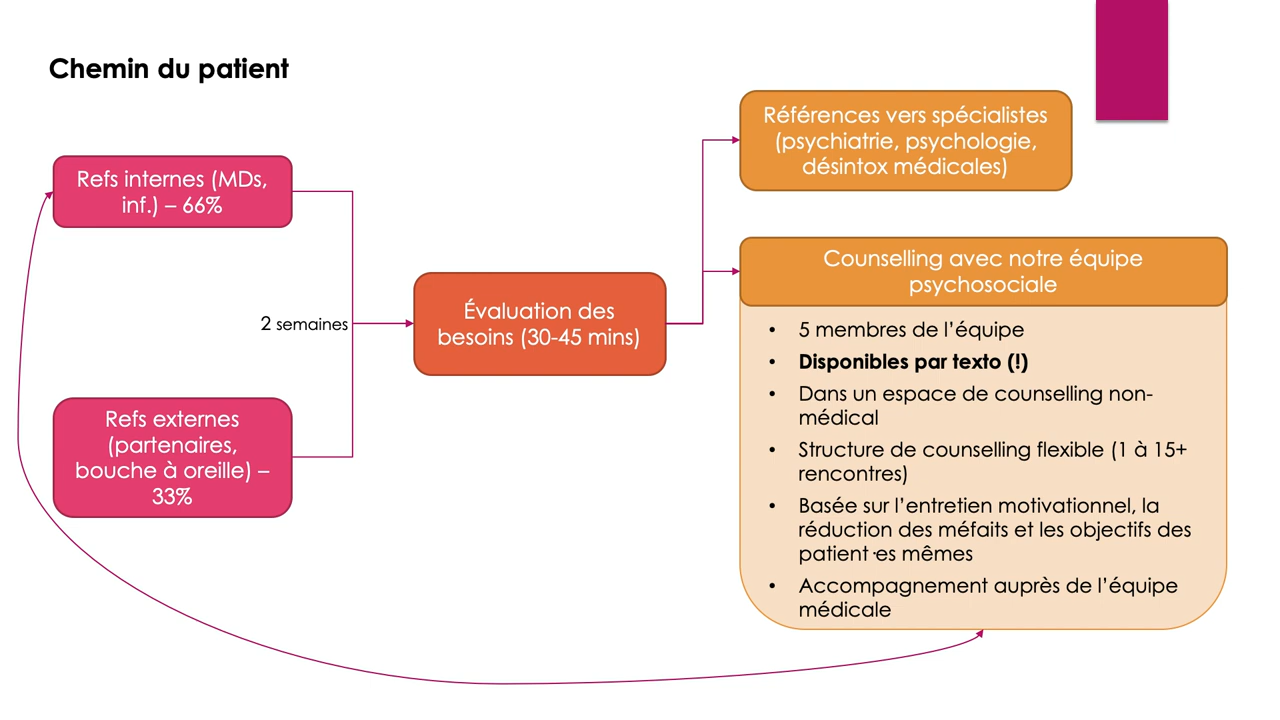 Chemin du patient
Refs internes (MDs,
inf.) – 66%
2 semaines
Refs externes
(partenaires,
bouche à oreille) –
33%
Évaluation des
besoins (30-45 mins)
Références vers spécialistes
(psychiatrie, psychologie,
désintox médicales)
Counselling avec notre équipe
psychosociale
• 5 membres de l’équipe
• Disponibles par texto (!)
• Dans un espace de counselling non-
médical
• Structure de counselling flexible (1 à 15+
rencontres)
• Basée sur l’entretien motivationnel, la
réduction des méfaits et les objectifs des
patient·es mêmes
• Accompagnement auprès de l’équipe
médicale